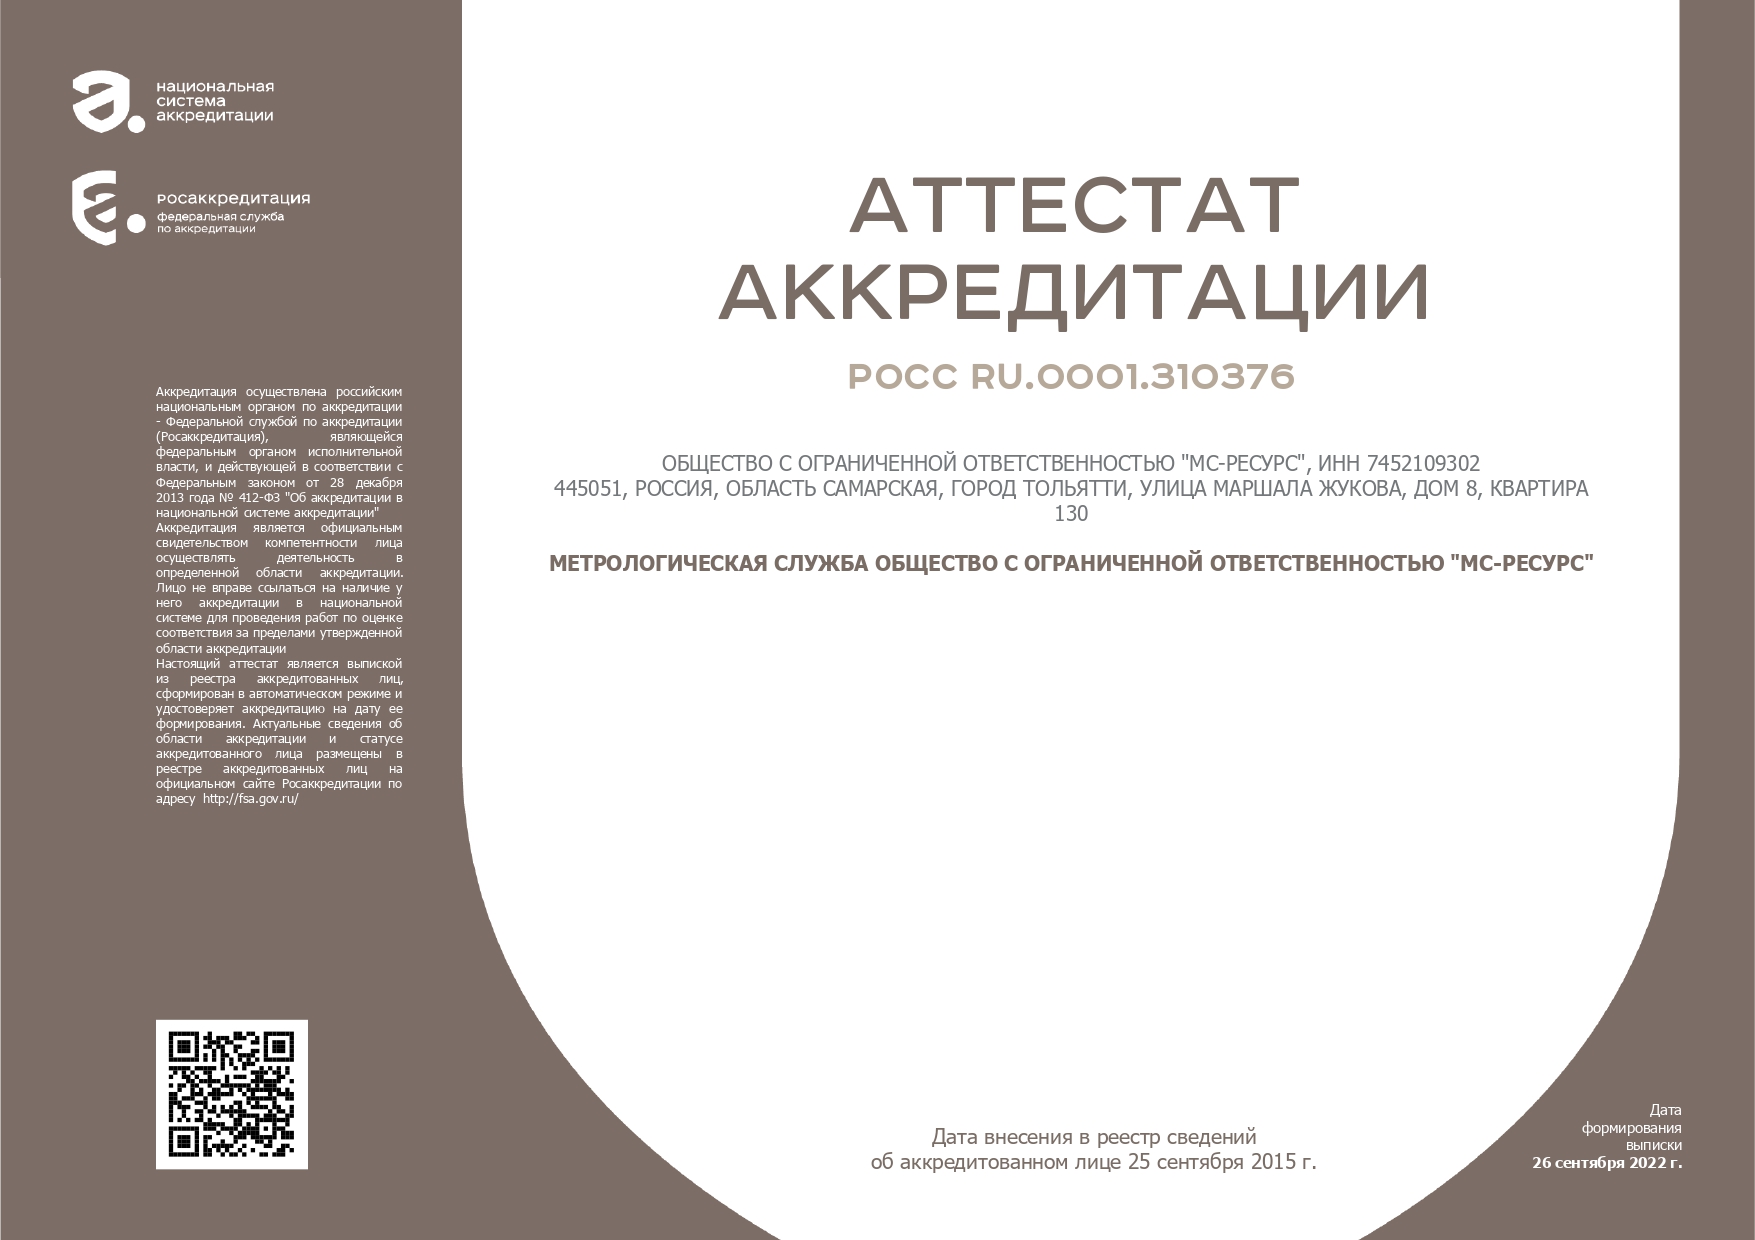 национальная
система
аккредитации
росаккредитация
федеральная служба
по аккредитации
Аккредитация осуществлена российским
национальным органом по аккредитации
- Федеральной службой по аккредитации
(Росаккредитация), являющейся
федеральным органом исполнительной
власти, и действующей в соответствии с
Федеральным законом от 28 декабря
2013 года № 412-ФЗ "Об аккредитации в
национальной системе аккредитации"
Аккредитация является официальным
свидетельством компетентности лица
осуществлять деятельность в
определенной области аккредитации.
Лицо не вправе ссылаться на наличие у
него аккредитации в национальной
системе для проведения работ по оценке
соответствия за пределами утвержденной
области аккредитации
Настоящий аттестат является выпиской
из реестра аккредитованных лиц,
сформирован в автоматическом режиме и
удостоверяет аккредитацию на дату ее
формирования. Актуальные сведения об
области аккредитации и статусе
аккредитованного лица размещены в
реестре аккредитованных лиц на
официальном сайте Росаккредитации по
адресу http://fsa.gov.ru/
АТТЕСТАТ
АККРЕДИТАЦИИ
РОСС RU.0001.310376
ОБЩЕСТВО С ОГРАНИЧЕННОЙ ОТВЕТСТВЕННОСТЬЮ "МС-РЕСУРС", ИНН 7452109302
445051, РОССИЯ, ОБЛАСТЬ САМАРСКАЯ, ГОРОД ТОЛЬЯТТИ, УЛИЦА МАРШАЛА ЖУКОВА, ДОМ 8, КВАРТИРА
130
МЕТРОЛОГИЧЕСКАЯ СЛУЖБА ОБЩЕСТВО С ОГРАНИЧЕННОЙ ОТВЕТСТВЕННОСТЬЮ "МС-РЕСУРС"
Дата внесения в реестр сведений
об аккредитованном лице 25 сентября 2015 г.
Дата
формирования
выписки
26 сентября 2022 г.